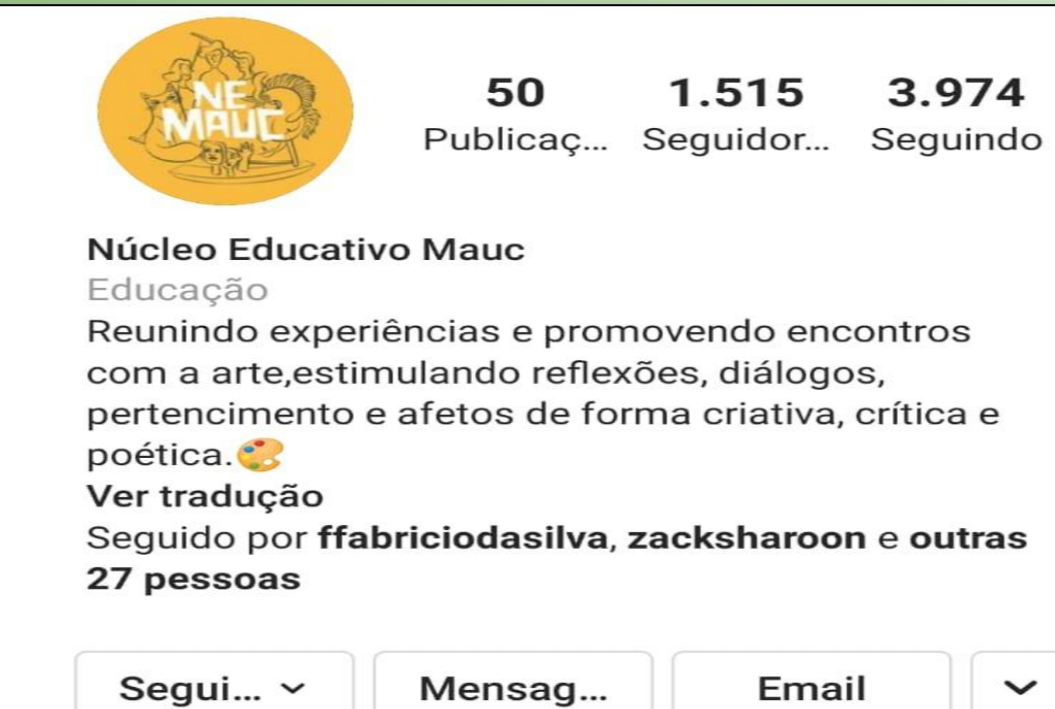 NE
MAUC
50 1.515 3.974
Publicaç... Seguidor... Seguindo
Núcleo Educativo Mauc
Educação
Reunindo experiências e promovendo encontros
com a arte,estimulando reflexões, diálogos,
pertencimento e afetos de forma criativa, crítica e
poética.🎨
Ver tradução
Seguido por ffabriciodasilva, zacksharoon e outras
27 pessoas
Segui... Mensag... Email